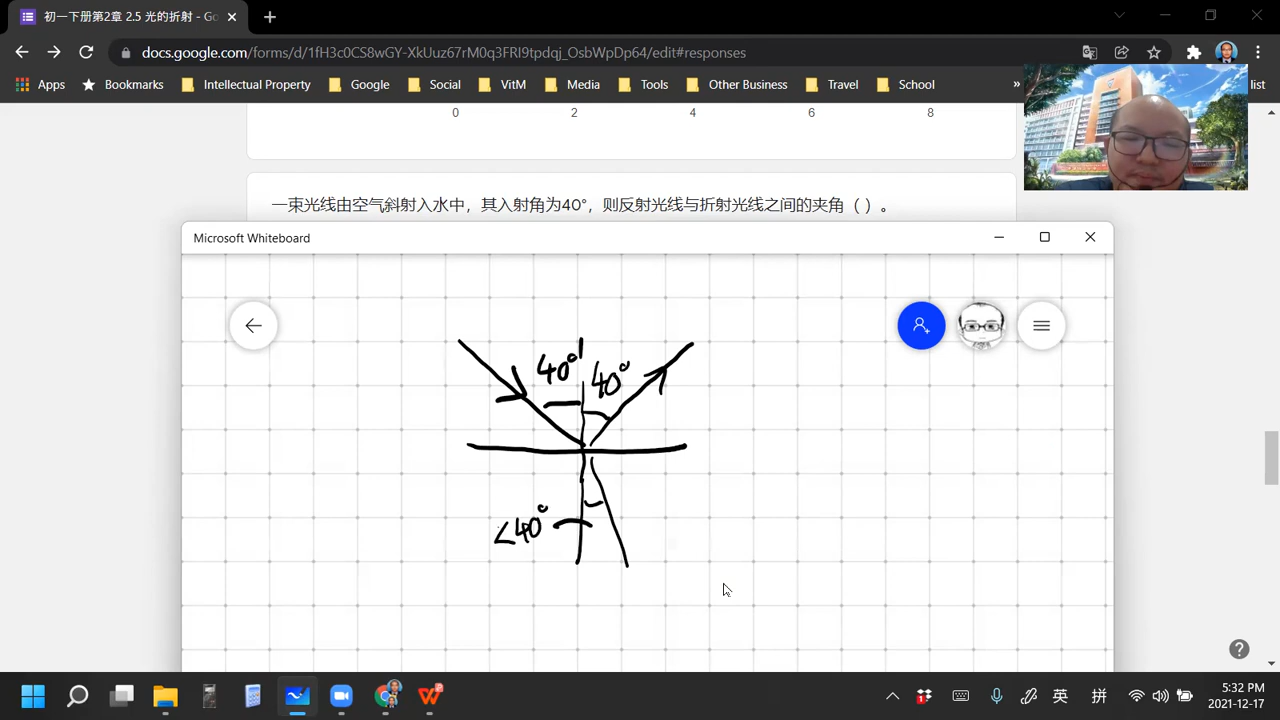 初一下册第2章 2.5 光的折射 - Go
docs.google.com/forms/d/1fH3c0CS8wGY-XkUuz67rM0q3FRI9tpdqj_OsbWpDp64/edit#responses
Apps Bookmarks Intellectual Property Google Social VitM Media Tools Other Business Travel School » list
0 2 4 6 8
一束光线由空气斜射入水中，其入射角为40°，则反射光线与折射光线之间的夹角（ ）。
Microsoft Whiteboard
40° 40°
<40°
英 拼 5:32 PM
2021-12-17